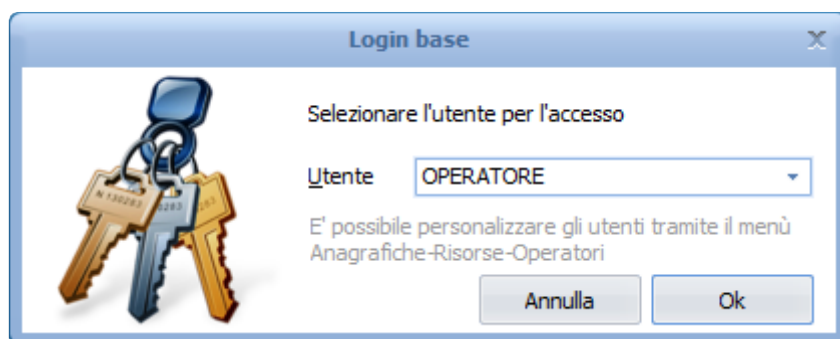 Login base
Selezionare l'utente per l'accesso
Utente OPERATORE
E' possibile personalizzare gli utenti tramite il menù
Anagrafiche-Risorse-Operatori
Annulla Ok
N 130283